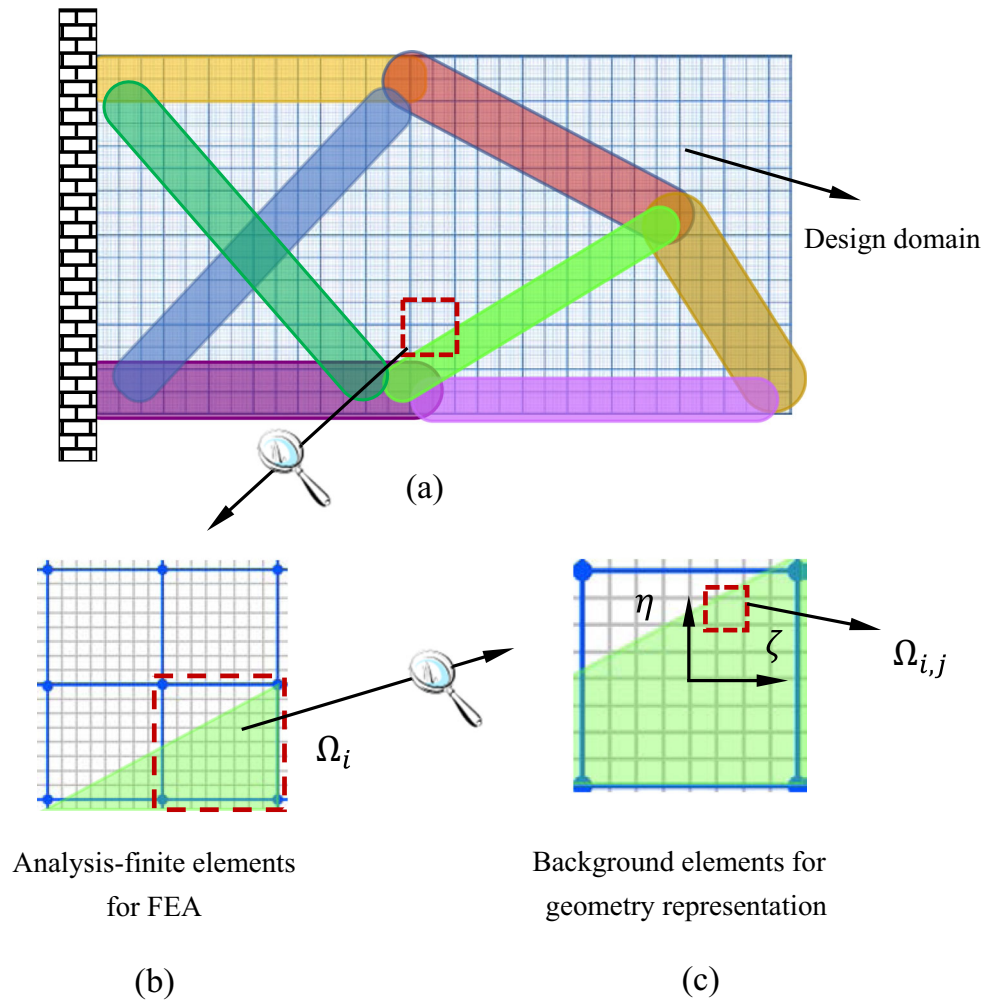 Design domain
(a)
η
ζ
Ω_{i,j}
Ω_i
Analysis-finite elements
for FEA
Background elements for
geometry representation
(b)
(c)